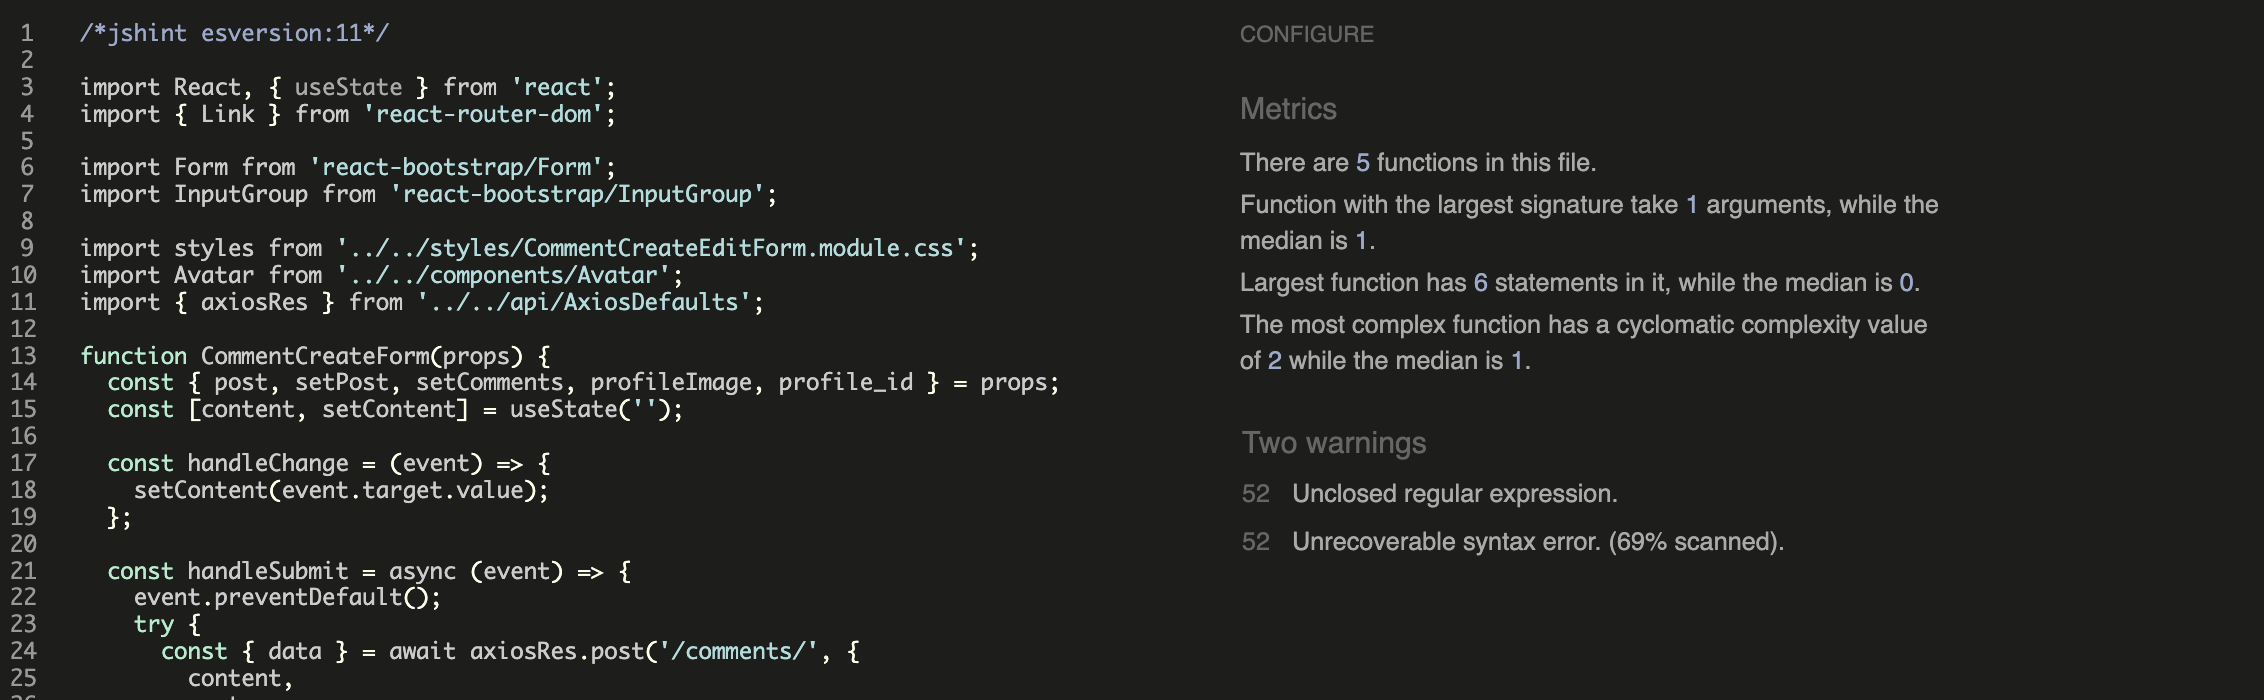 1 /*jshint esversion:11*/
2
3 import React, { useState } from 'react';
4 import { Link } from 'react-router-dom';
5
6 import Form from 'react-bootstrap/Form';
7 import InputGroup from 'react-bootstrap/InputGroup';
8
9 import styles from '../../styles/CommentCreateEditForm.module.css';
10 import Avatar from '../../components/Avatar';
11 import { axiosRes } from '../../api/AxiosDefaults';
12
13 function CommentCreateForm(props) {
14 const { post, setPost, setComments, profileImage, profile_id } = props;
15 const [content, setContent] = useState('');
16
17 const handleChange = (event) => {
18 setContent(event.target.value);
19 };
20
21 const handleSubmit = async (event) => {
22 event.preventDefault();
23 try {
24 const { data } = await axiosRes.post('/comments/', {
25 content,
CONFIGURE
Metrics
There are 5 functions in this file.
Function with the largest signature take 1 arguments, while the
median is 1.
Largest function has 6 statements in it, while the median is 0.
The most complex function has a cyclomatic complexity value
of 2 while the median is 1.
Two warnings
52 Unclosed regular expression.
52 Unrecoverable syntax error. (69% scanned).